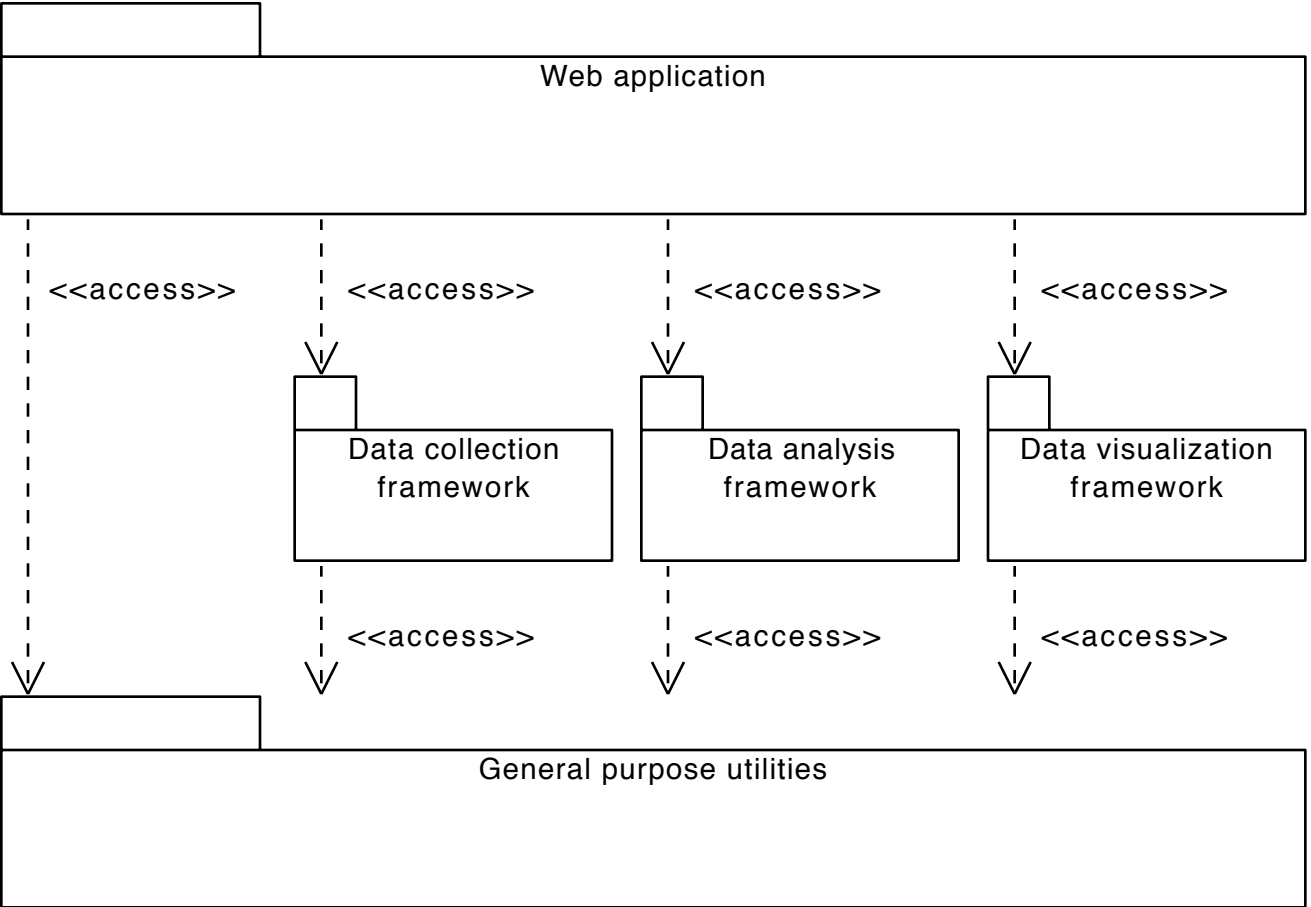 Web application
<<access>>
<<access>>
<<access>>
<<access>>
Data collection
framework
Data analysis
framework
Data visualization
framework
<<access>>
<<access>>
<<access>>
General purpose utilities